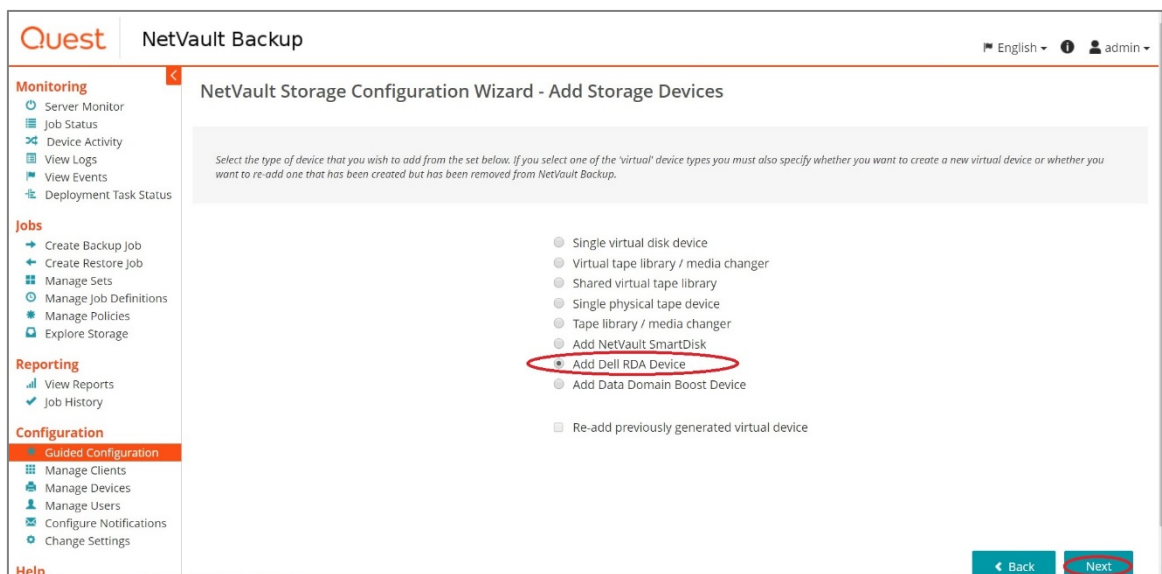 Quest NetVault Backup
English admin
Monitoring
Server Monitor
Job Status
Device Activity
View Logs
View Events
Deployment Task Status
Jobs
Create Backup Job
Create Restore Job
Manage Sets
Manage Job Definitions
Manage Policies
Explore Storage
Reporting
View Reports
Job History
Configuration
Guided Configuration
Manage Clients
Manage Devices
Manage Users
Configure Notifications
Change Settings
Help
NetVault Storage Configuration Wizard - Add Storage Devices
Select the type of device that you wish to add from the set below. If you select one of the 'virtual' device types you must also specify whether you want to create a new virtual device or whether you
want to re-add one that has been created but has been removed from NetVault Backup.
Single virtual disk device
Virtual tape library / media changer
Shared virtual tape library
Single physical tape device
Tape library / media changer
Add NetVault SmartDisk
Add Dell RDA Device
Add Data Domain Boost Device
Re-add previously generated virtual device
Back Next